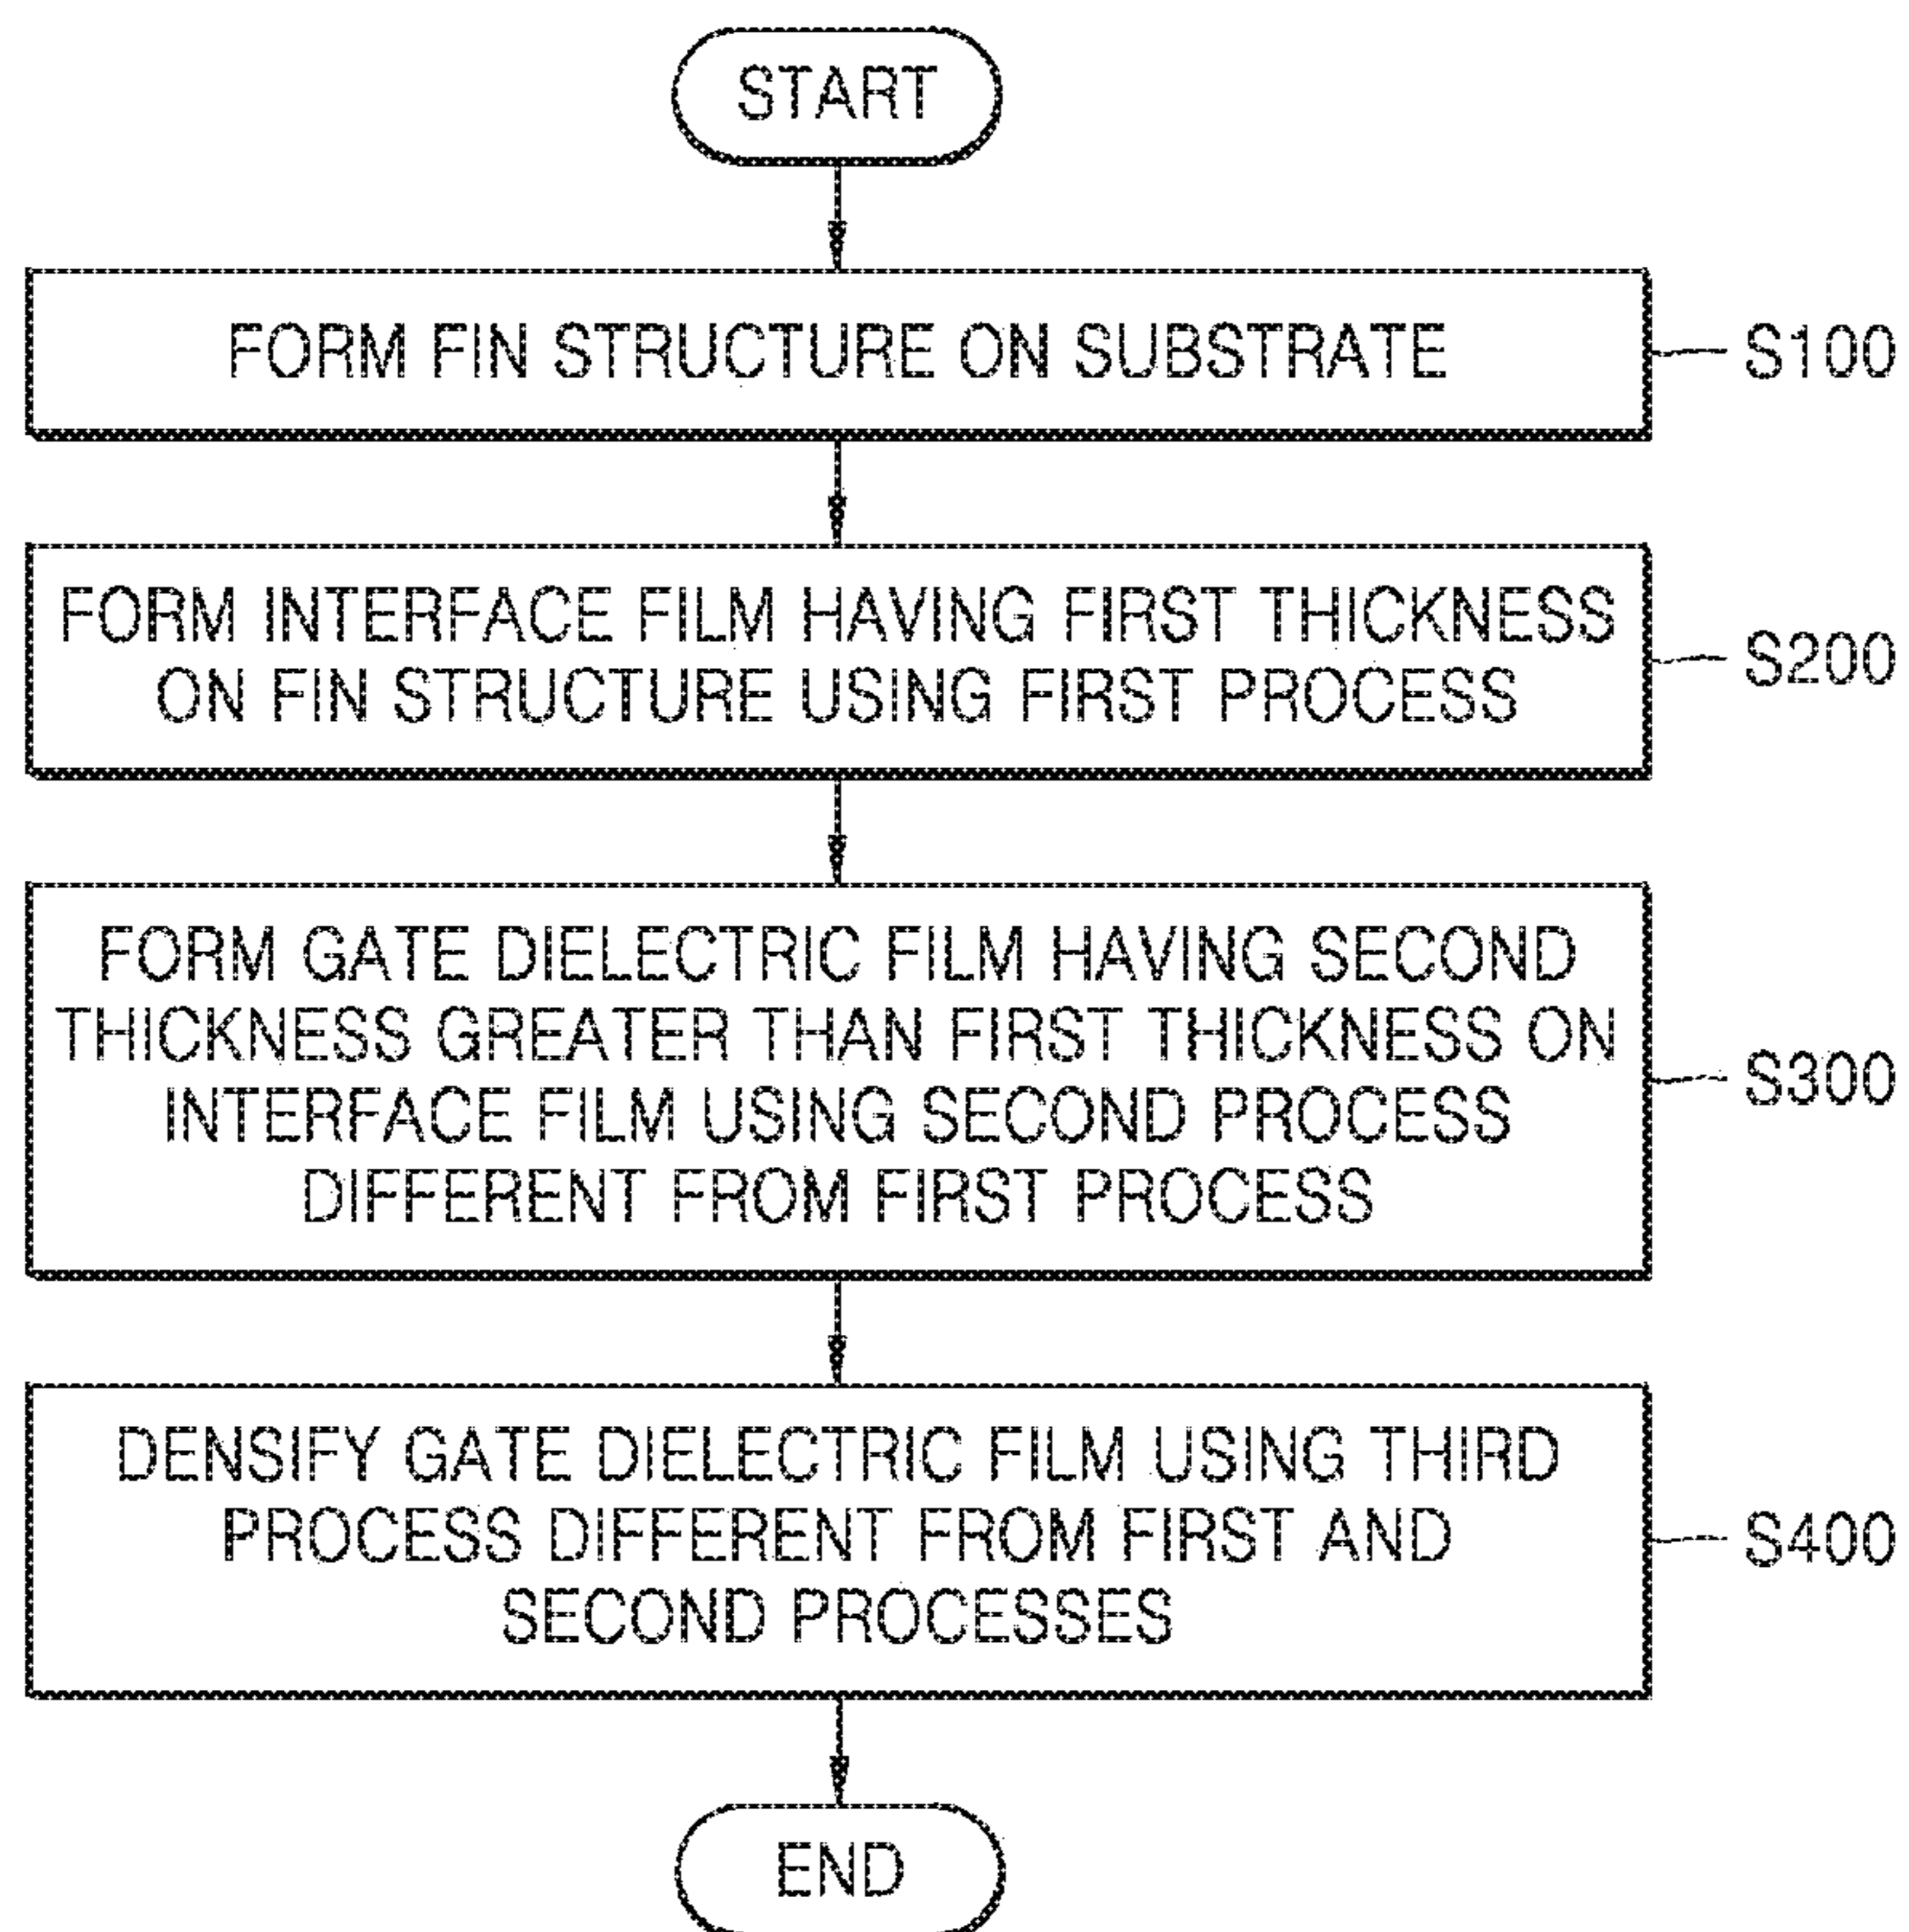 START
FORM FIN STRUCTURE ON SUBSTRATE
S100
FORM INTERFACE FILM HAVING FIRST THICKNESS
ON FIN STRUCTURE USING FIRST PROCESS
S200
FORM GATE DIELECTRIC FILM HAVING SECOND
THICKNESS GREATER THAN FIRST THICKNESS ON
INTERFACE FILM USING SECOND PROCESS
DIFFERENT FROM FIRST PROCESS
S300
DENSIFY GATE DIELECTRIC FILM USING THIRD
PROCESS DIFFERENT FROM FIRST AND
SECOND PROCESSES
S400
END